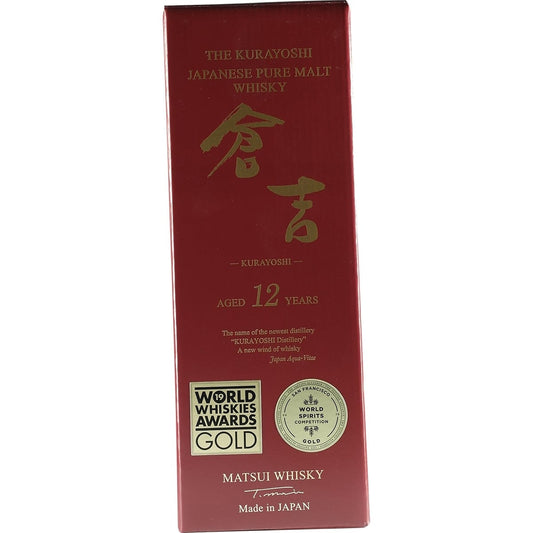 THE KURAYOSHI
JAPANESE PURE MALT
WHISKY
倉
吉
— KURAYOSHI —
AGED 12 YEARS
The name of the newest distillery
"KURAYOSHI Distillery"
A new wind of whisky
Japan Aqua-Vitae
19
WORLD
WHISKIES
AWARDS
GOLD
SAN FRANCISCO
WORLD
SPIRITS
COMPETITION
GOLD
MATSUI WHISKY
Made in JAPAN